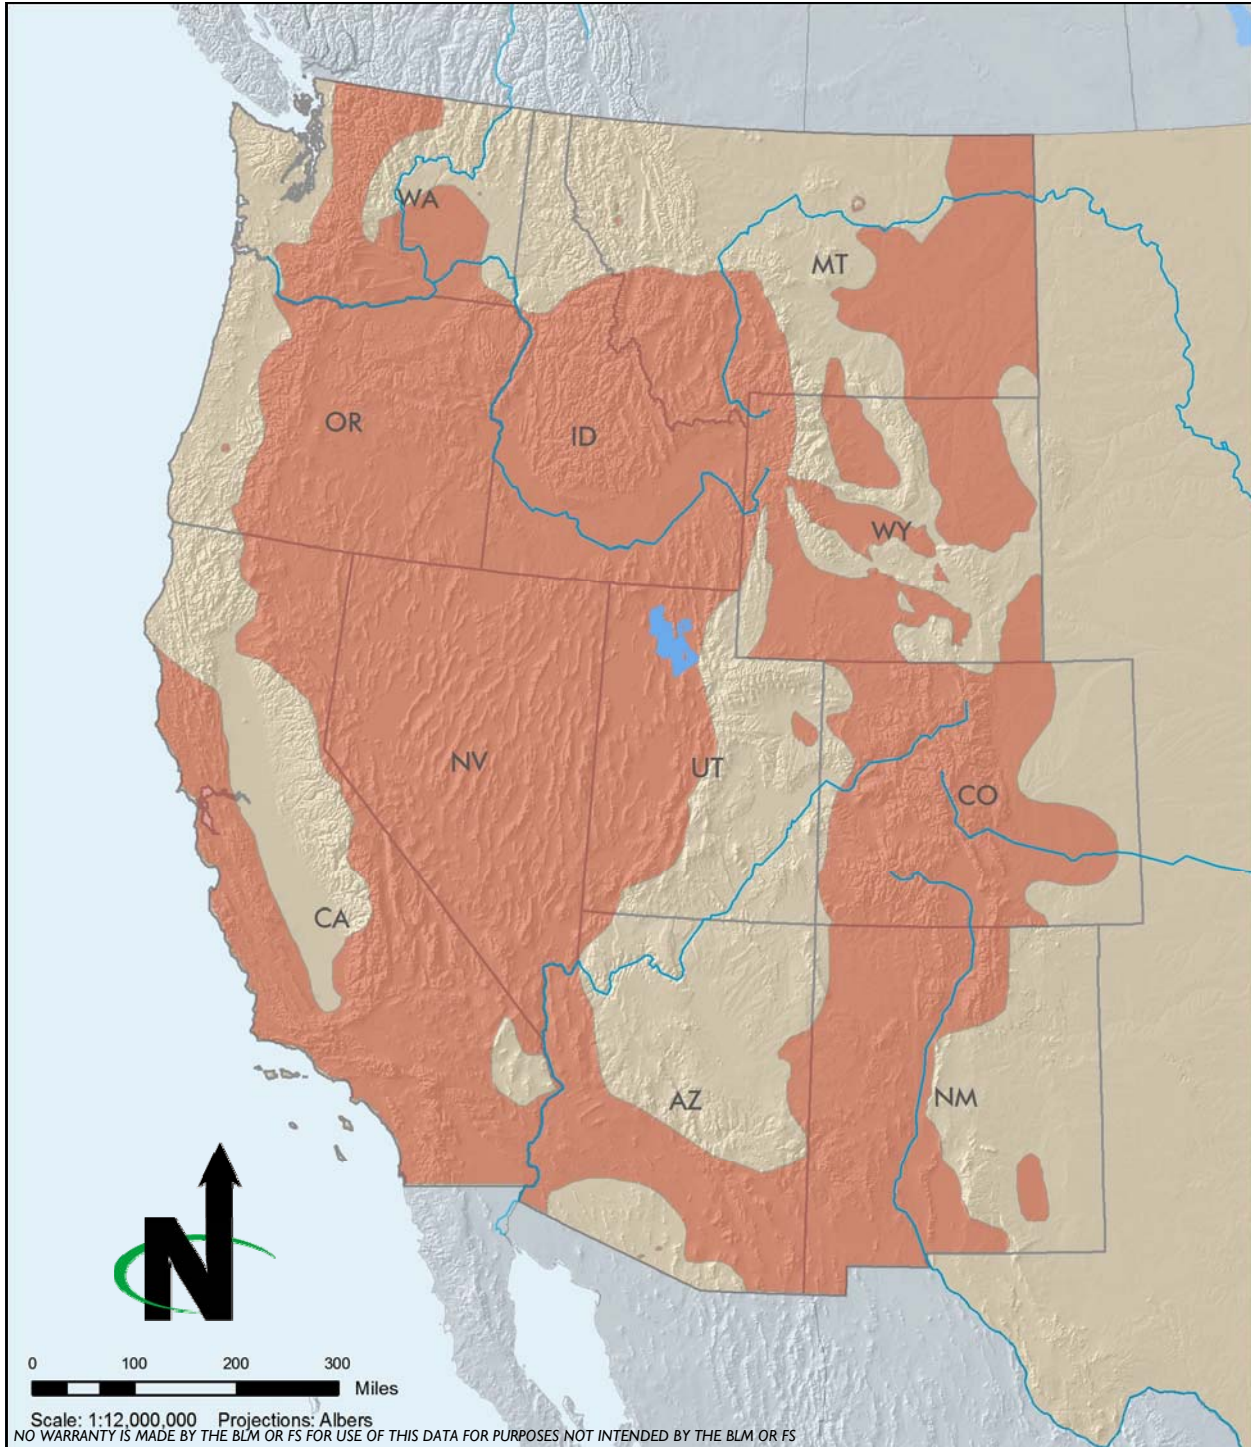 WA
MT
OR
ID
WY
NV
UT
CO
CA
AZ
NM
N
0 100 200 300
Miles
Scale: 1:12,000,000 Projections: Albers
NO WARRANTY IS MADE BY THE BLM OR FS FOR USE OF THIS DATA FOR PURPOSES NOT INTENDED BY THE BLM OR FS